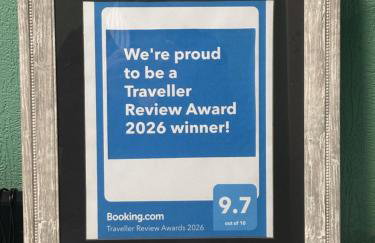 We're proud
to be a
Traveller
Review Award
2026 winner!
9.7
out of 10
Booking.com
Traveller Review Awards 2026